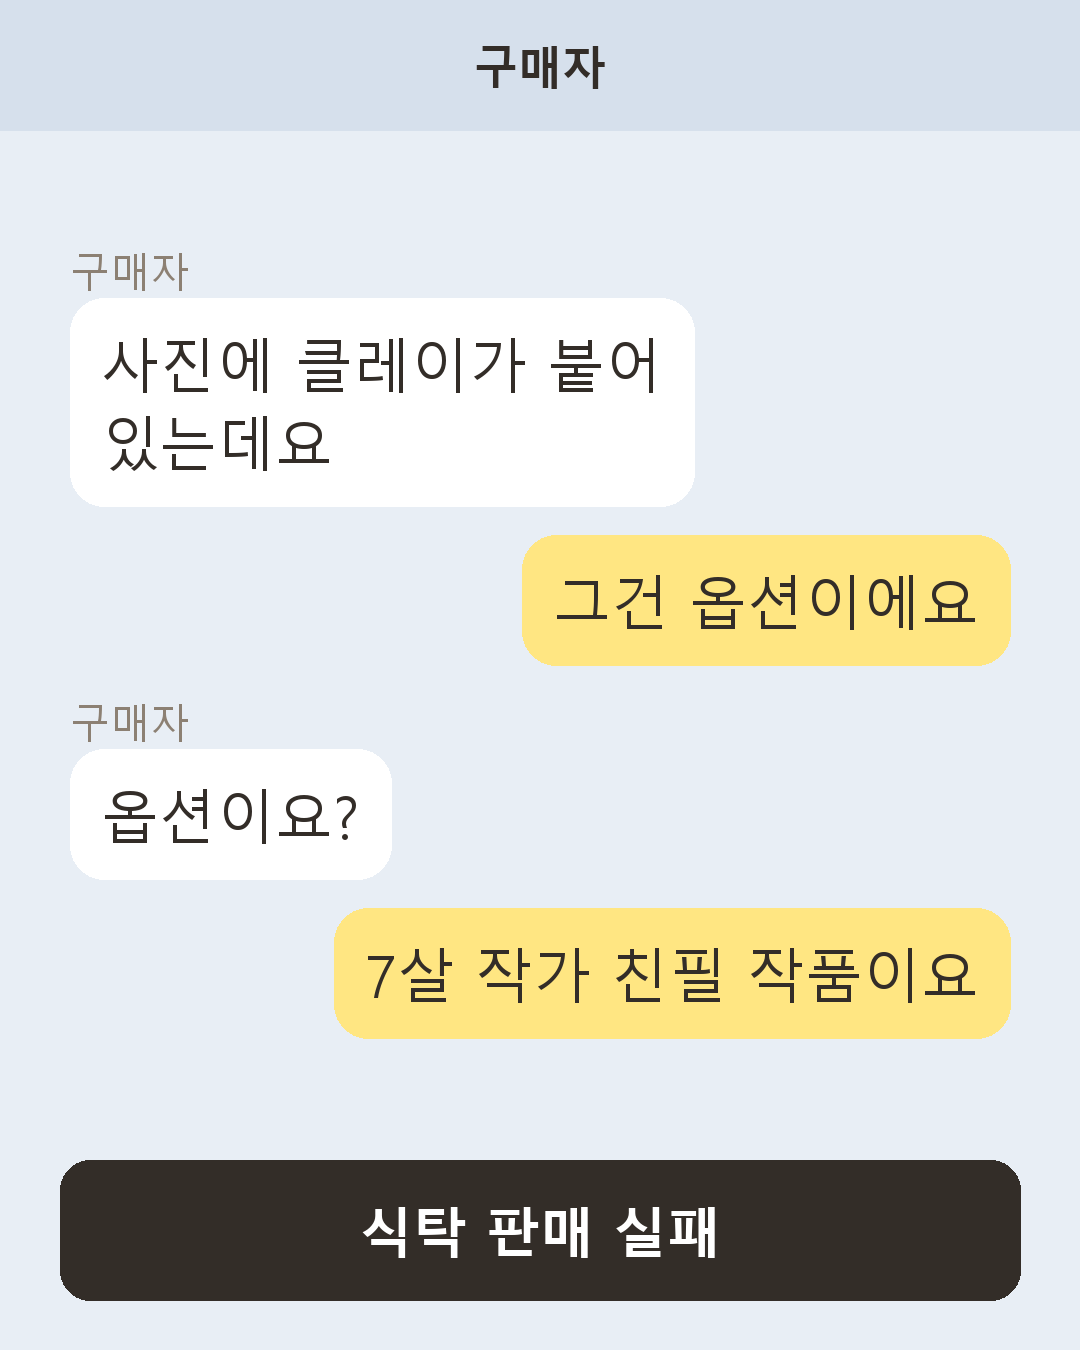 구매자
구매자
사진에 클레이가 붙어
있는데요
그건 옵션이에요
구매자
옵션이요?
7살 작가 친필 작품이요
식탁 판매 실패